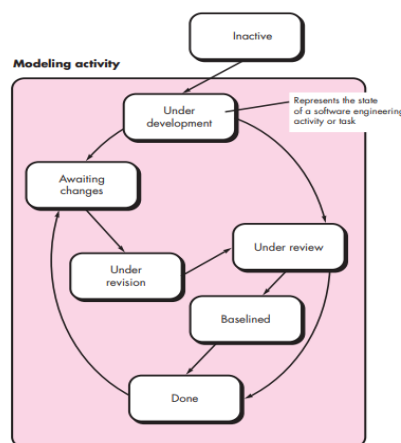 Inactive
Modeling activity
Represents the state
of a software engineering
activity or task
Under
development
Awaiting
changes
Under review
Under
revision
Baselined
Done